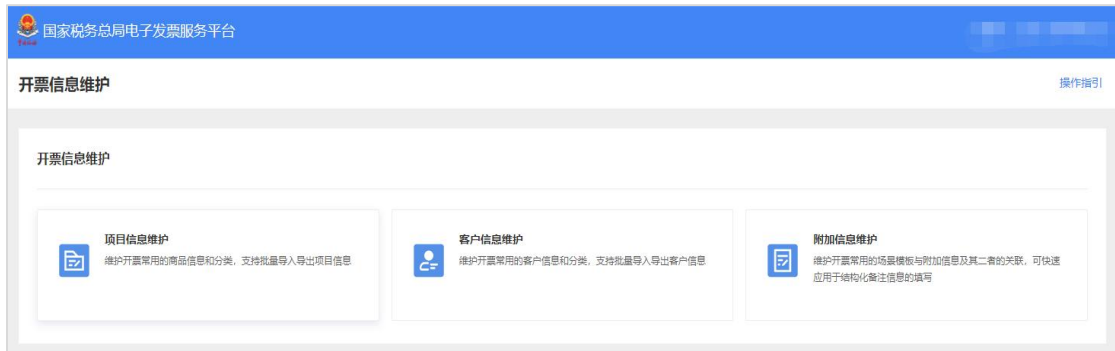 国家税务总局电子发票服务平台
开票信息维护
操作指引
开票信息维护
项目信息维护
维护开票常用的商品信息和分类，支持批量导入导出项目信息
客户信息维护
维护开票常用的客户信息和分类，支持批量导入导出客户信息
附加信息维护
维护开票常用的场景模板与附加信息及其二者的关联，可快速
应用于结构化备注信息的填写